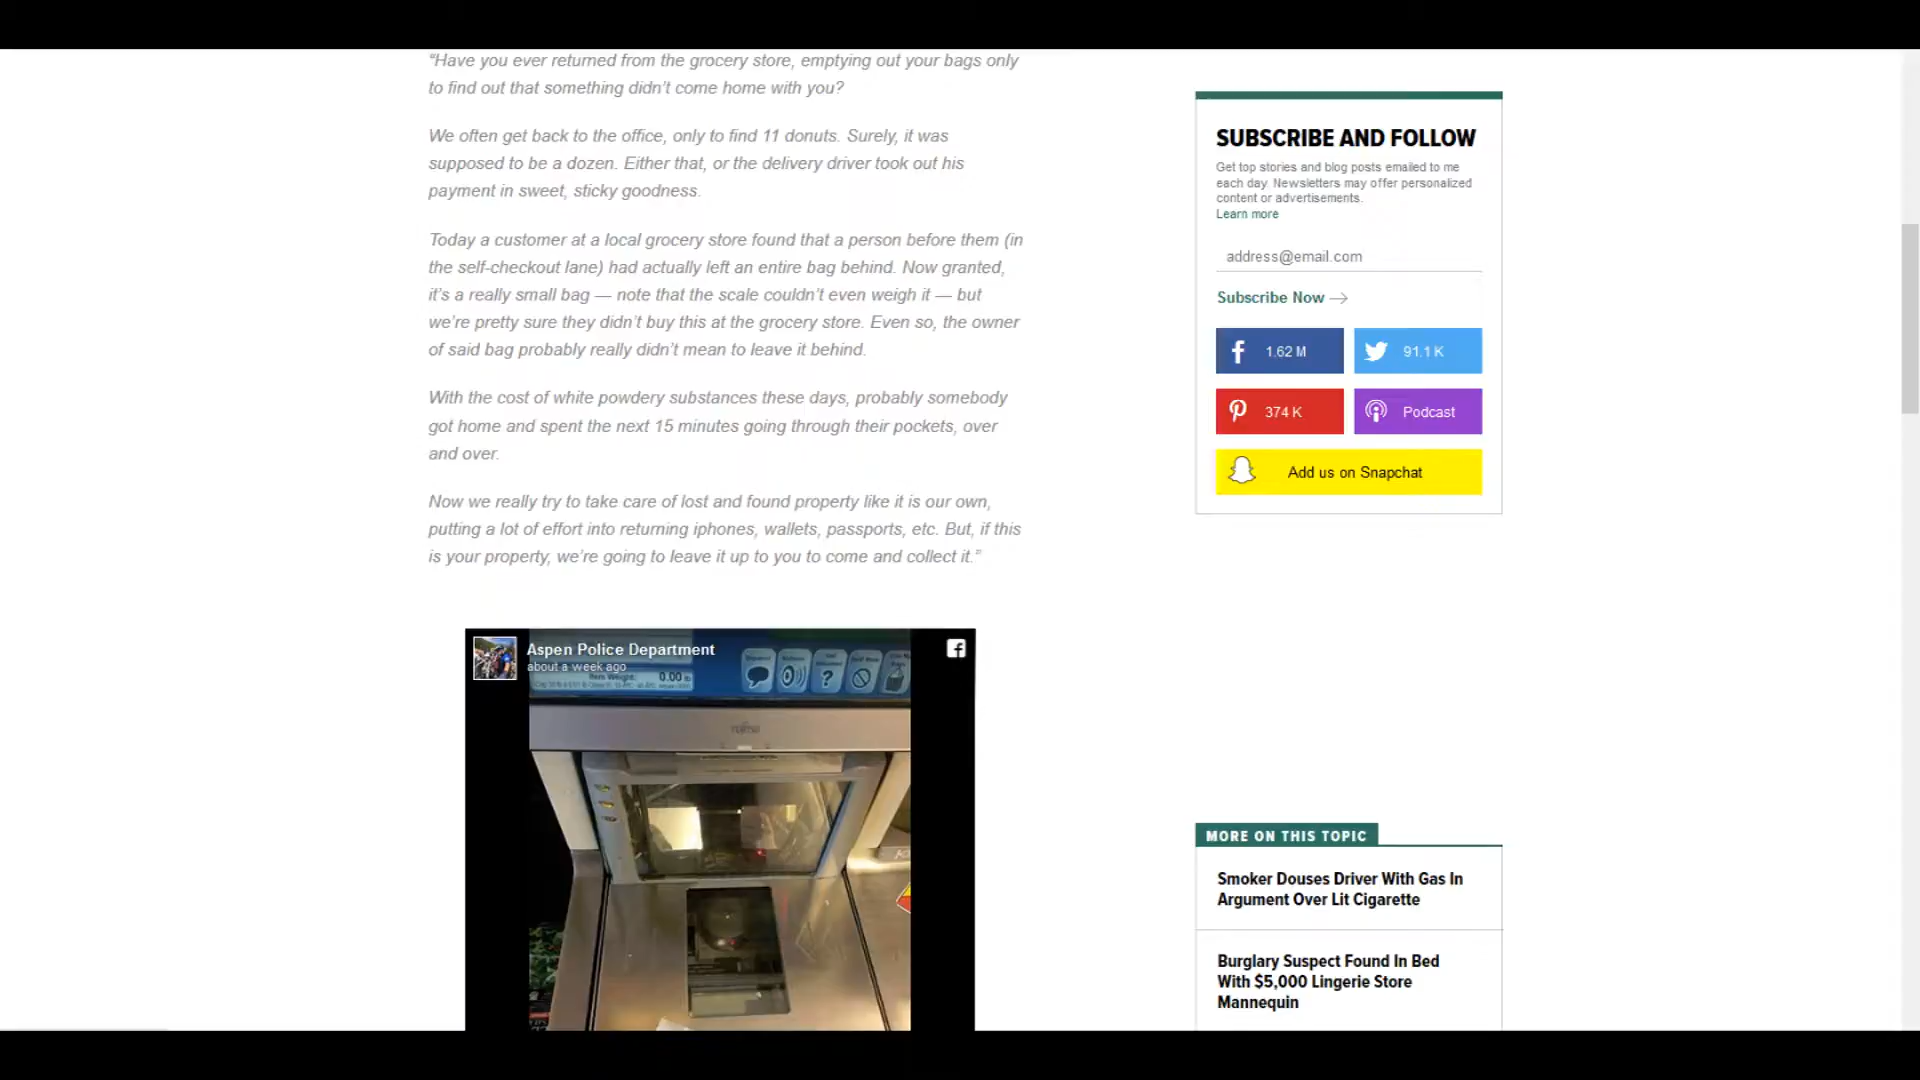 “Have you ever returned from the grocery store, emptying out your bags only
to find out that something didn’t come home with you?
We often get back to the office, only to find 11 donuts. Surely, it was
supposed to be a dozen. Either that, or the delivery driver took out his
payment in sweet, sticky goodness.
Today a customer at a local grocery store found that a person before them (in
the self-checkout lane) had actually left an entire bag behind. Now granted,
it’s a really small bag — note that the scale couldn’t even weigh it — but
we’re pretty sure they didn’t buy this at the grocery store. Even so, the owner
of said bag probably really didn’t mean to leave it behind.
With the cost of white powdery substances these days, probably somebody
got home and spent the next 15 minutes going through their pockets, over
and over.
Now we really try to take care of lost and found property like it is our own,
putting a lot of effort into returning iphones, wallets, passports, etc. But, if this
is your property, we’re going to leave it up to you to come and collect it.”
Aspen Police Department
about a week ago
Item Weight: 0.00 lb
FUJITSU
SUBSCRIBE AND FOLLOW
Get top stories and blog posts emailed to me
each day. Newsletters may offer personalized
content or advertisements.
Learn more
address@email.com
Subscribe Now
1.62 M
91.1 K
374 K
Podcast
Add us on Snapchat
MORE ON THIS TOPIC
Smoker Douses Driver With Gas In
Argument Over Lit Cigarette
Burglary Suspect Found In Bed
With $5,000 Lingerie Store
Mannequin